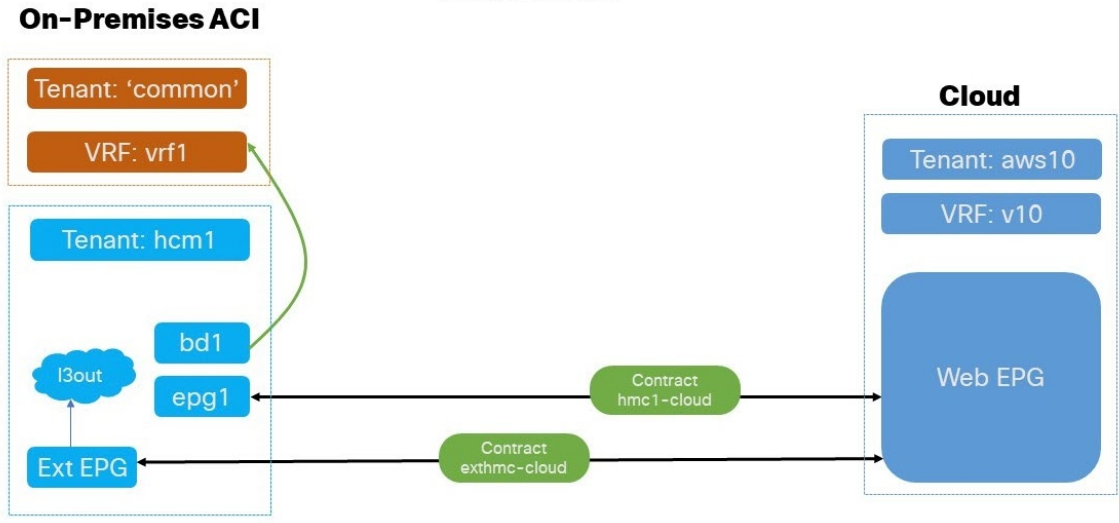 On-Premises ACI
Tenant: ‘common’
VRF: vrf1
Tenant: hcm1
bd1
l3out
epg1
Ext EPG
Contract
hmc1-cloud
Contract
exthmc-cloud
Cloud
Tenant: aws10
VRF: v10
Web EPG